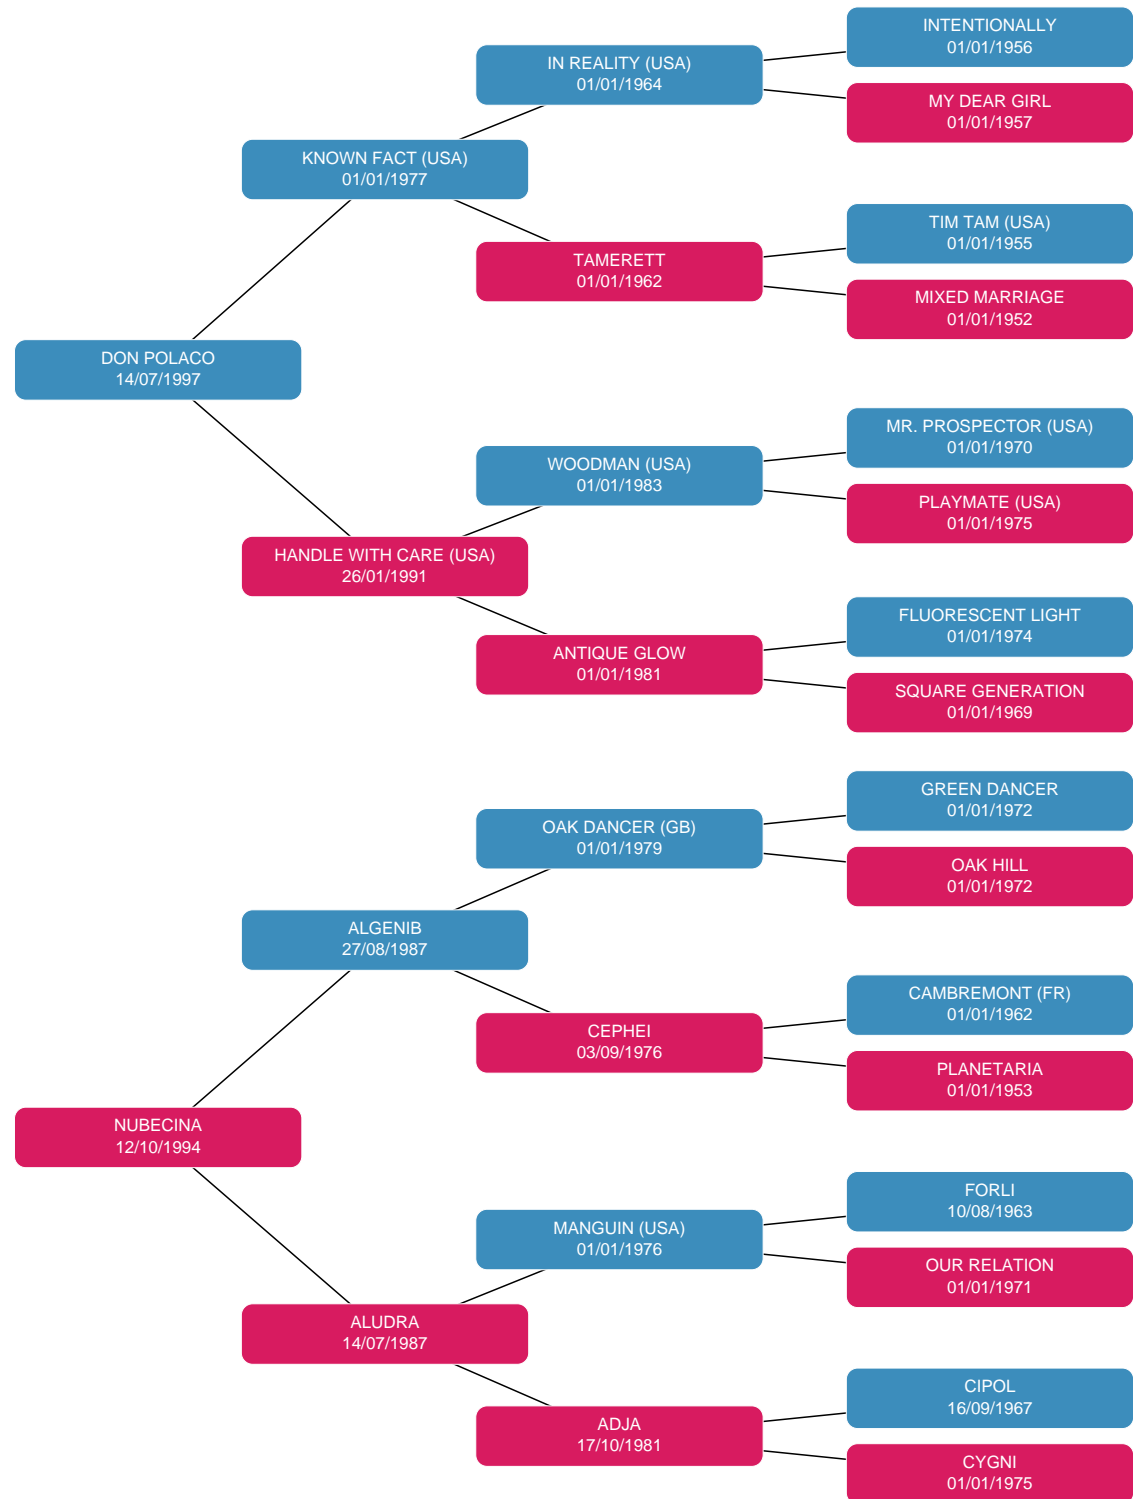 INTENTIONALLY
01/01/1956
IN REALITY (USA)
01/01/1964
MY DEAR GIRL
01/01/1957
KNOWN FACT (USA)
01/01/1977
TIM TAM (USA)
01/01/1955
TAMERETT
01/01/1962
MIXED MARRIAGE
01/01/1952
DON POLACO
14/07/1997
MR. PROSPECTOR (USA)
01/01/1970
WOODMAN (USA)
01/01/1983
PLAYMATE (USA)
01/01/1975
HANDLE WITH CARE (USA)
26/01/1991
FLUORESCENT LIGHT
01/01/1974
ANTIQUE GLOW
01/01/1981
SQUARE GENERATION
01/01/1969
GREEN DANCER
01/01/1972
OAK DANCER (GB)
01/01/1979
OAK HILL
01/01/1972
ALGENIB
27/08/1987
CAMBREMONT (FR)
01/01/1962
CEPHEI
03/09/1976
PLANETARIA
01/01/1953
NUBECINA
12/10/1994
FORLI
10/08/1963
MANGUIN (USA)
01/01/1976
OUR RELATION
01/01/1971
ALUDRA
14/07/1987
CIPOL
16/09/1967
ADJA
17/10/1981
CYGNI
01/01/1975